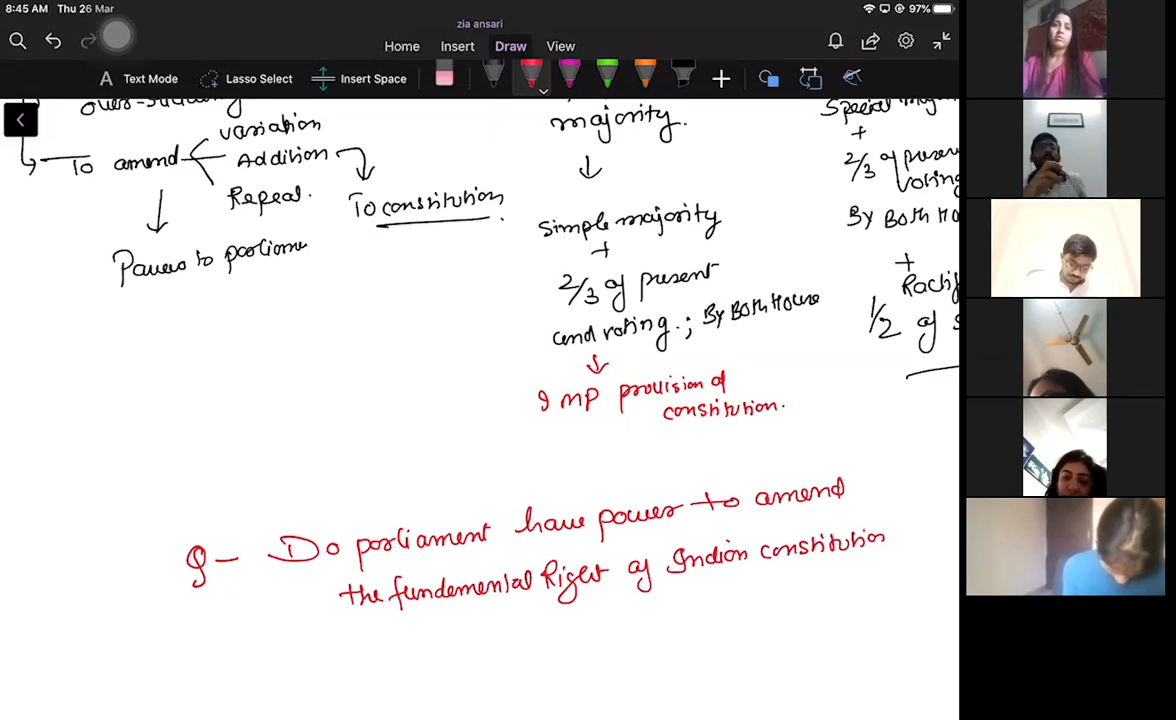 8:45 AM Thu 26 Mar
97%
zia ansari
Home Insert Draw View
Text Mode Lasso Select Insert Space
variation
To amend Addition
Repeal.
To constitution.
Powers to parliame
majority.
Simple majority
+
2/3 of present
and voting.; By Both House
IMP provision of
constitution.
Special maj
+
2/3 of presen
voting
By Both Ho
+
Ractif
1/2 of s
Q- Do parliament have power to amend
the fundemental Right of Indian constitution